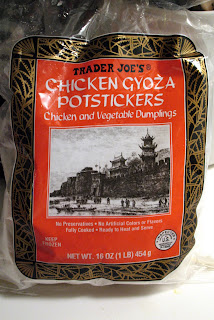 TRADER JOE'S®
CHICKEN GYOZA
POTSTICKERS
Chicken and Vegetable Dumplings
No Preservatives • No Artificial Colors or Flavors
Fully Cooked • Ready to Heat and Serve
KEEP
FROZEN
NET WT. 16 OZ (1 LB) 454g